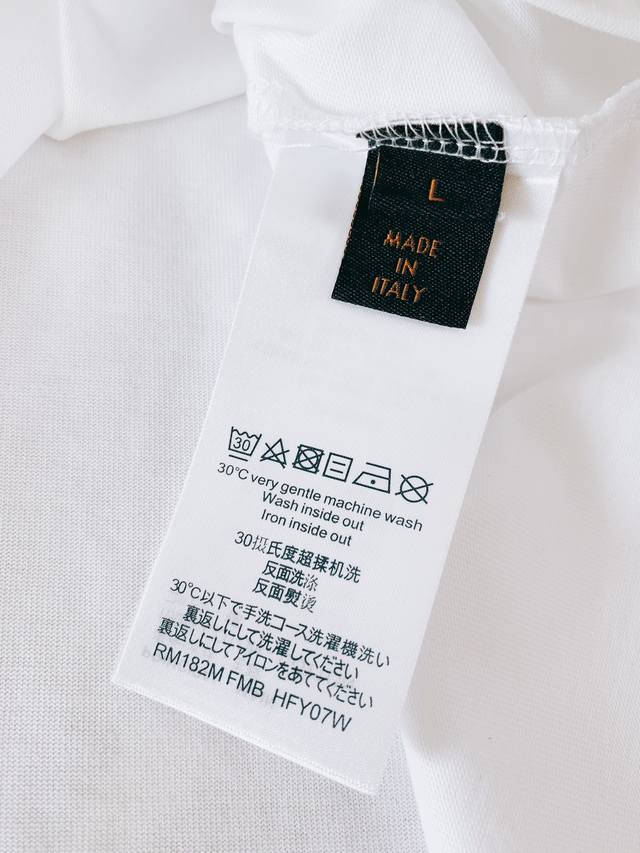 L
MADE
IN
ITALY
30
30℃ very gentle machine wash
Wash inside out
Iron inside out
30摄氏度超揉机洗
反面洗涤
反面熨烫
30℃以下で手洗コース洗濯機洗い
裏返しにして洗濯してください
裏返しにしてアイロンをあててください
RM182M FMB HFY07W